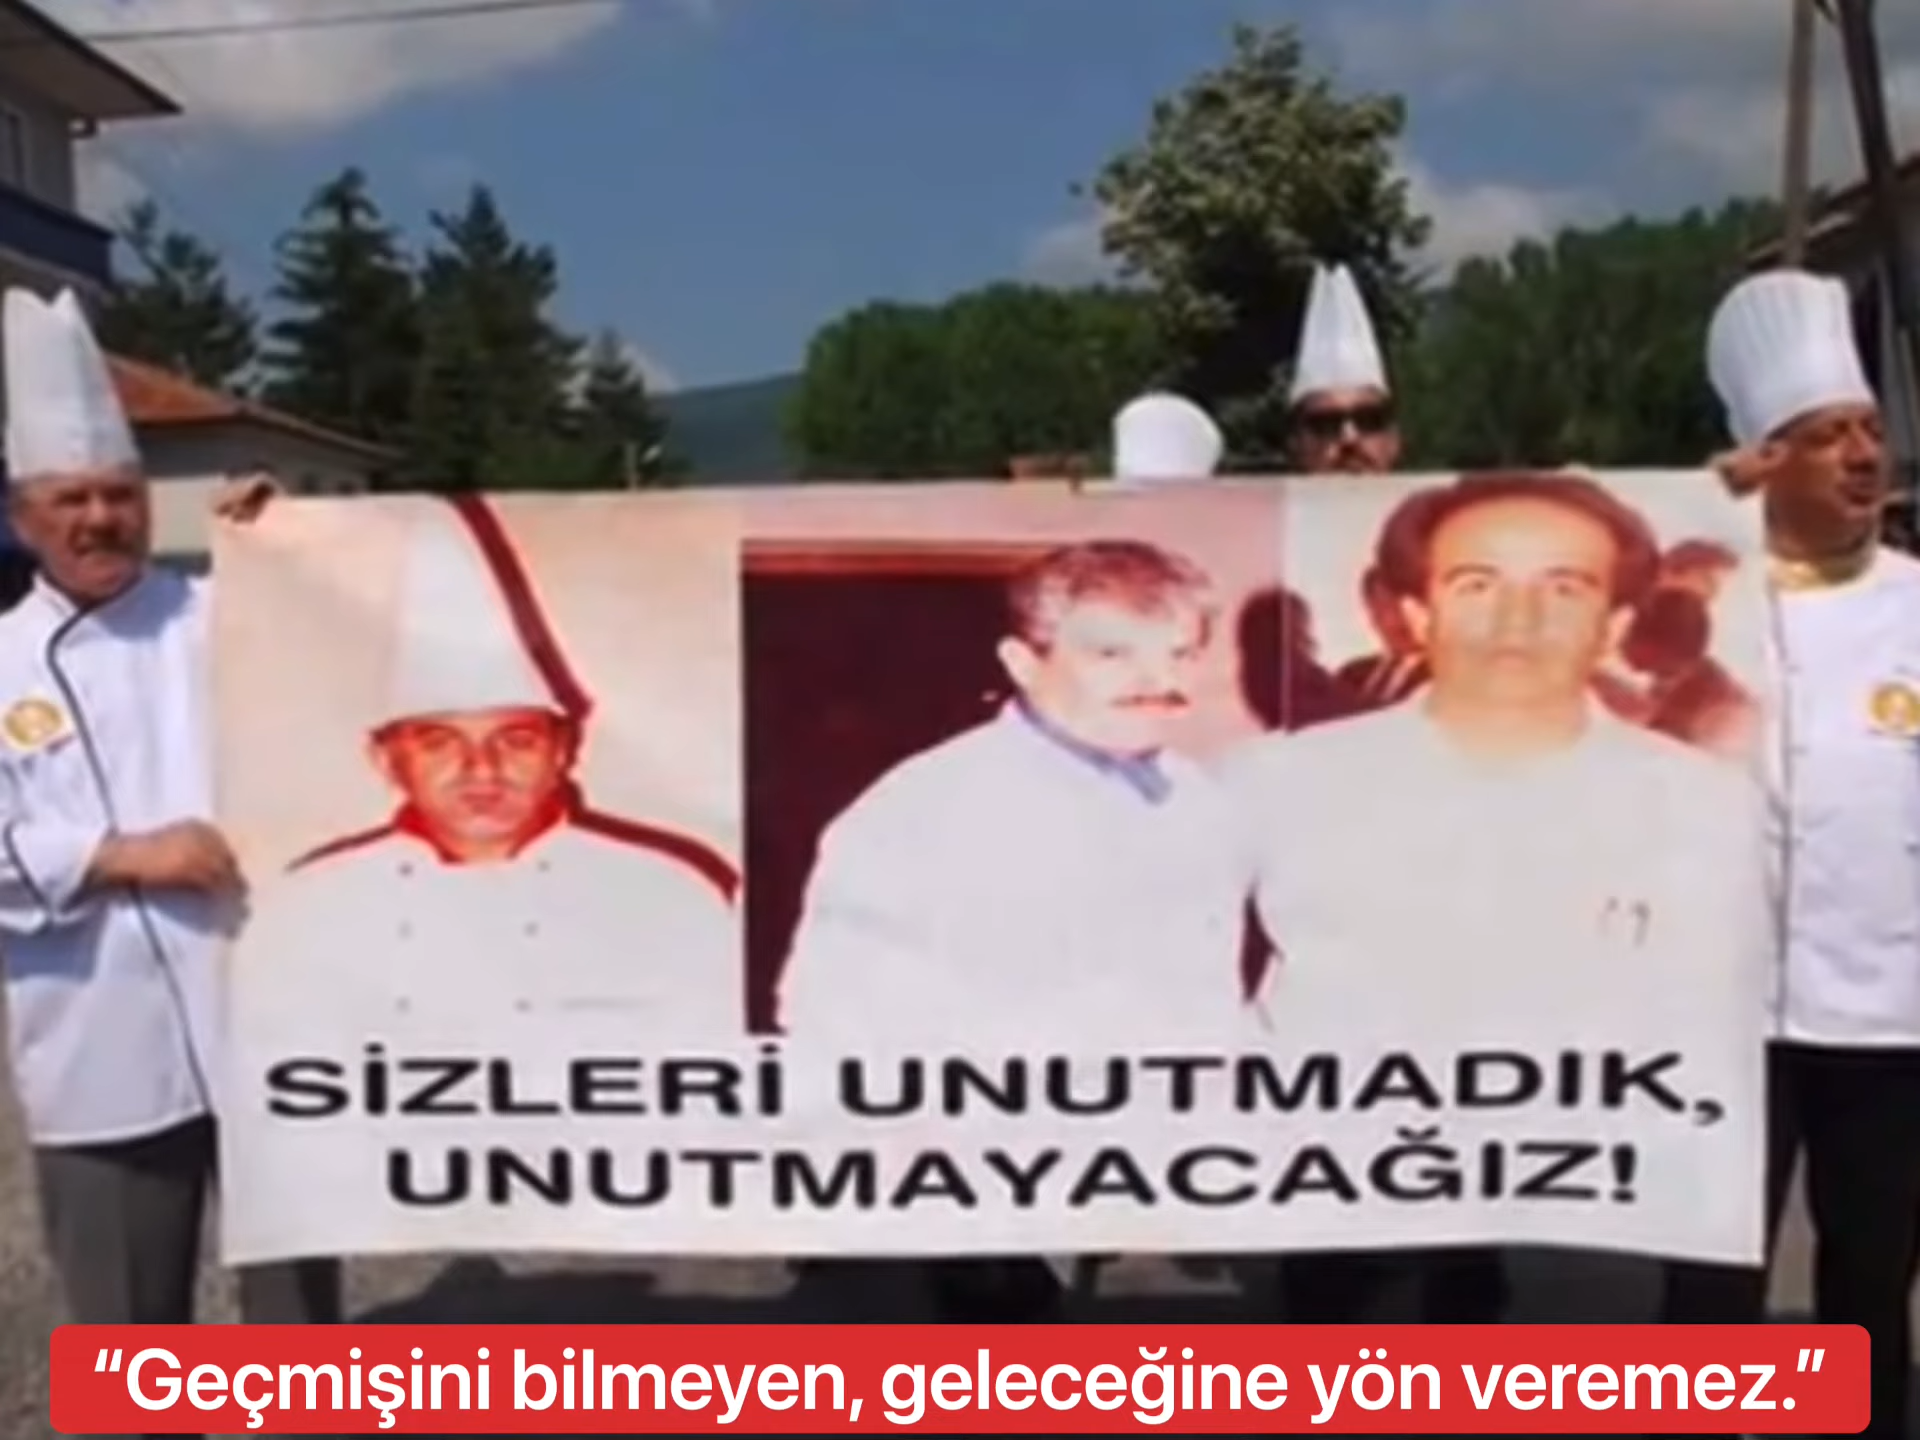 SİZLERİ UNUTMADIK,
UNUTMAYACAĞIZ!
“Geçmişini bilmeyen, geleceğine yön veremez.”